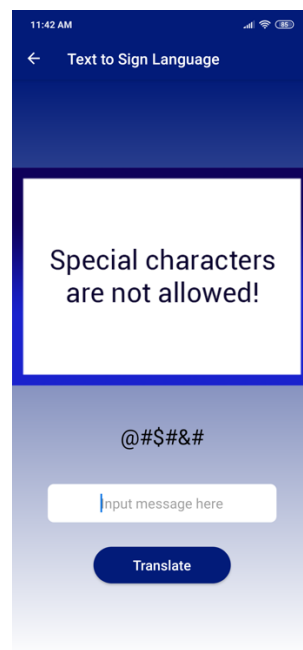 11:42 AM
85
Text to Sign Language
Special characters
are not allowed!
@#$#&#
Input message here
Translate